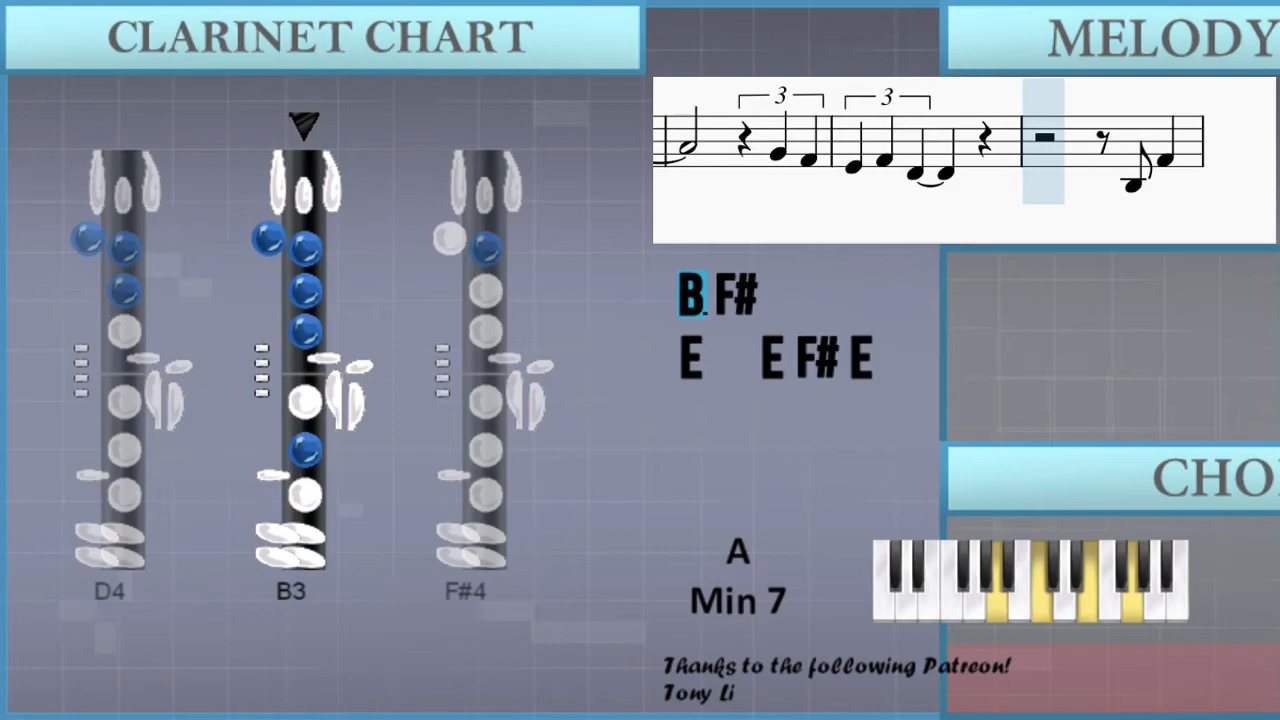 CLARINET CHART
MELODY
3 3
B F#
E E F# E
D4 B3 F#4
CHO
A
Min 7
Thanks to the following Patreon!
Tony Li